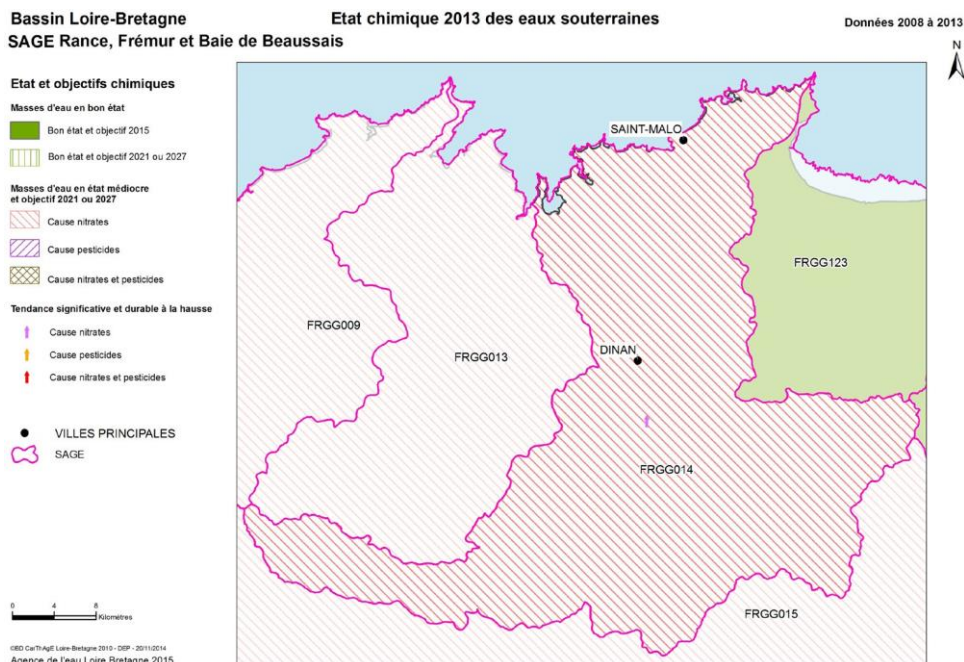 Bassin Loire-Bretagne
Etat chimique 2013 des eaux souterraines
Données 2008 à 2013
SAGE Rance, Frémur et Baie de Beaussais
N
Etat et objectifs chimiques
Masses d'eau en bon état
Bon état et objectif 2015
Bon état et objectif 2021 ou 2027
Masses d'eau en état médiocre
et objectif 2021 ou 2027
Cause nitrates
Cause pesticides
Cause nitrates et pesticides
Tendance significative et durable à la hausse
Cause nitrates
Cause pesticides
Cause nitrates et pesticides
VILLES PRINCIPALES
SAGE
SAINT-MALO
FRGG123
FRGG009
FRGG013
DINAN
FRGG014
FRGG015
0 4 8
Kilomètres
©BD CarThAgE Loire-Bretagne 2010 - DEP - 20/11/2014
Agence de l'eau Loire Bretagne 2015